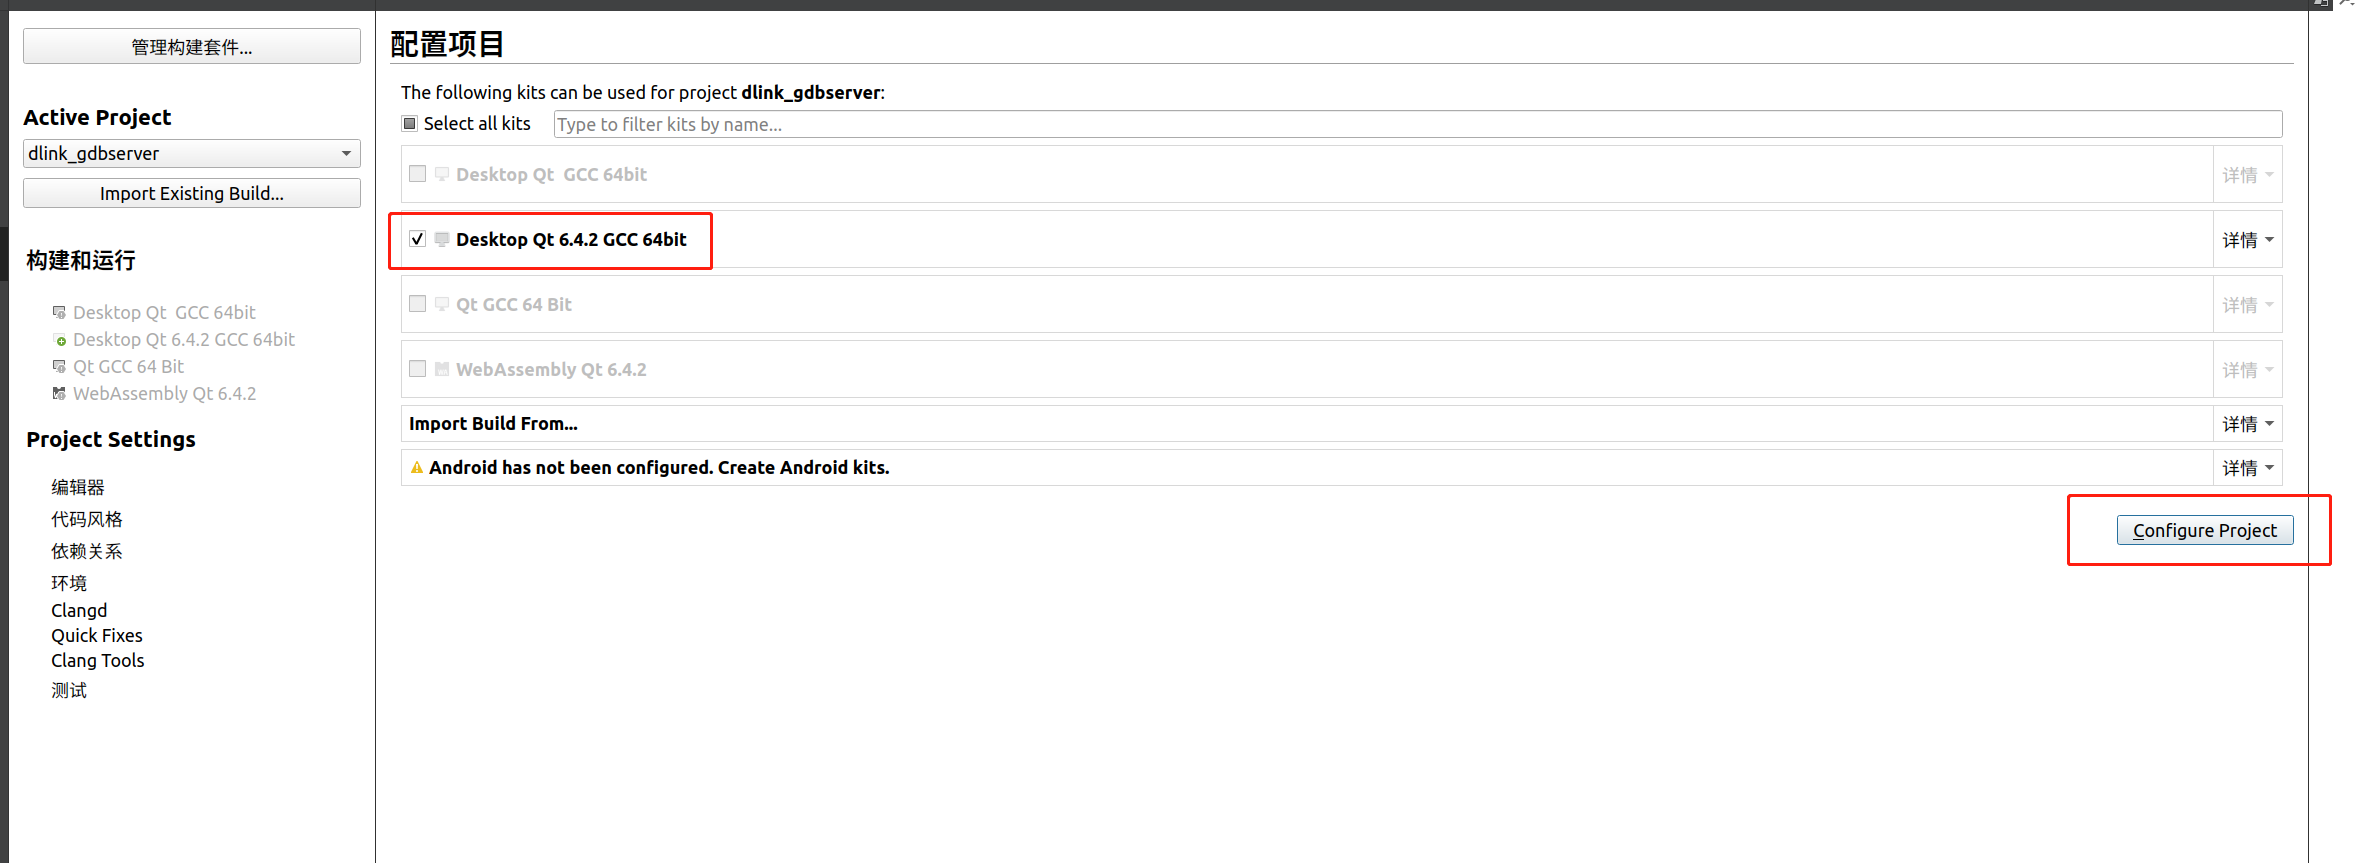 管理构建套件...
Active Project
dlink_gdbserver
Import Existing Build...
构建和运行
Desktop Qt  GCC 64bit
Desktop Qt 6.4.2 GCC 64bit
Qt GCC 64 Bit
WebAssembly Qt 6.4.2
Project Settings
编辑器
代码风格
依赖关系
环境
Clangd
Quick Fixes
Clang Tools
测试
配置项目
The following kits can be used for project dlink_gdbserver:
Select all kits
Type to filter kits by name...
Desktop Qt  GCC 64bit 详情
Desktop Qt 6.4.2 GCC 64bit 详情
Qt GCC 64 Bit 详情
WebAssembly Qt 6.4.2 详情
Import Build From... 详情
Android has not been configured. Create Android kits. 详情
Configure Project